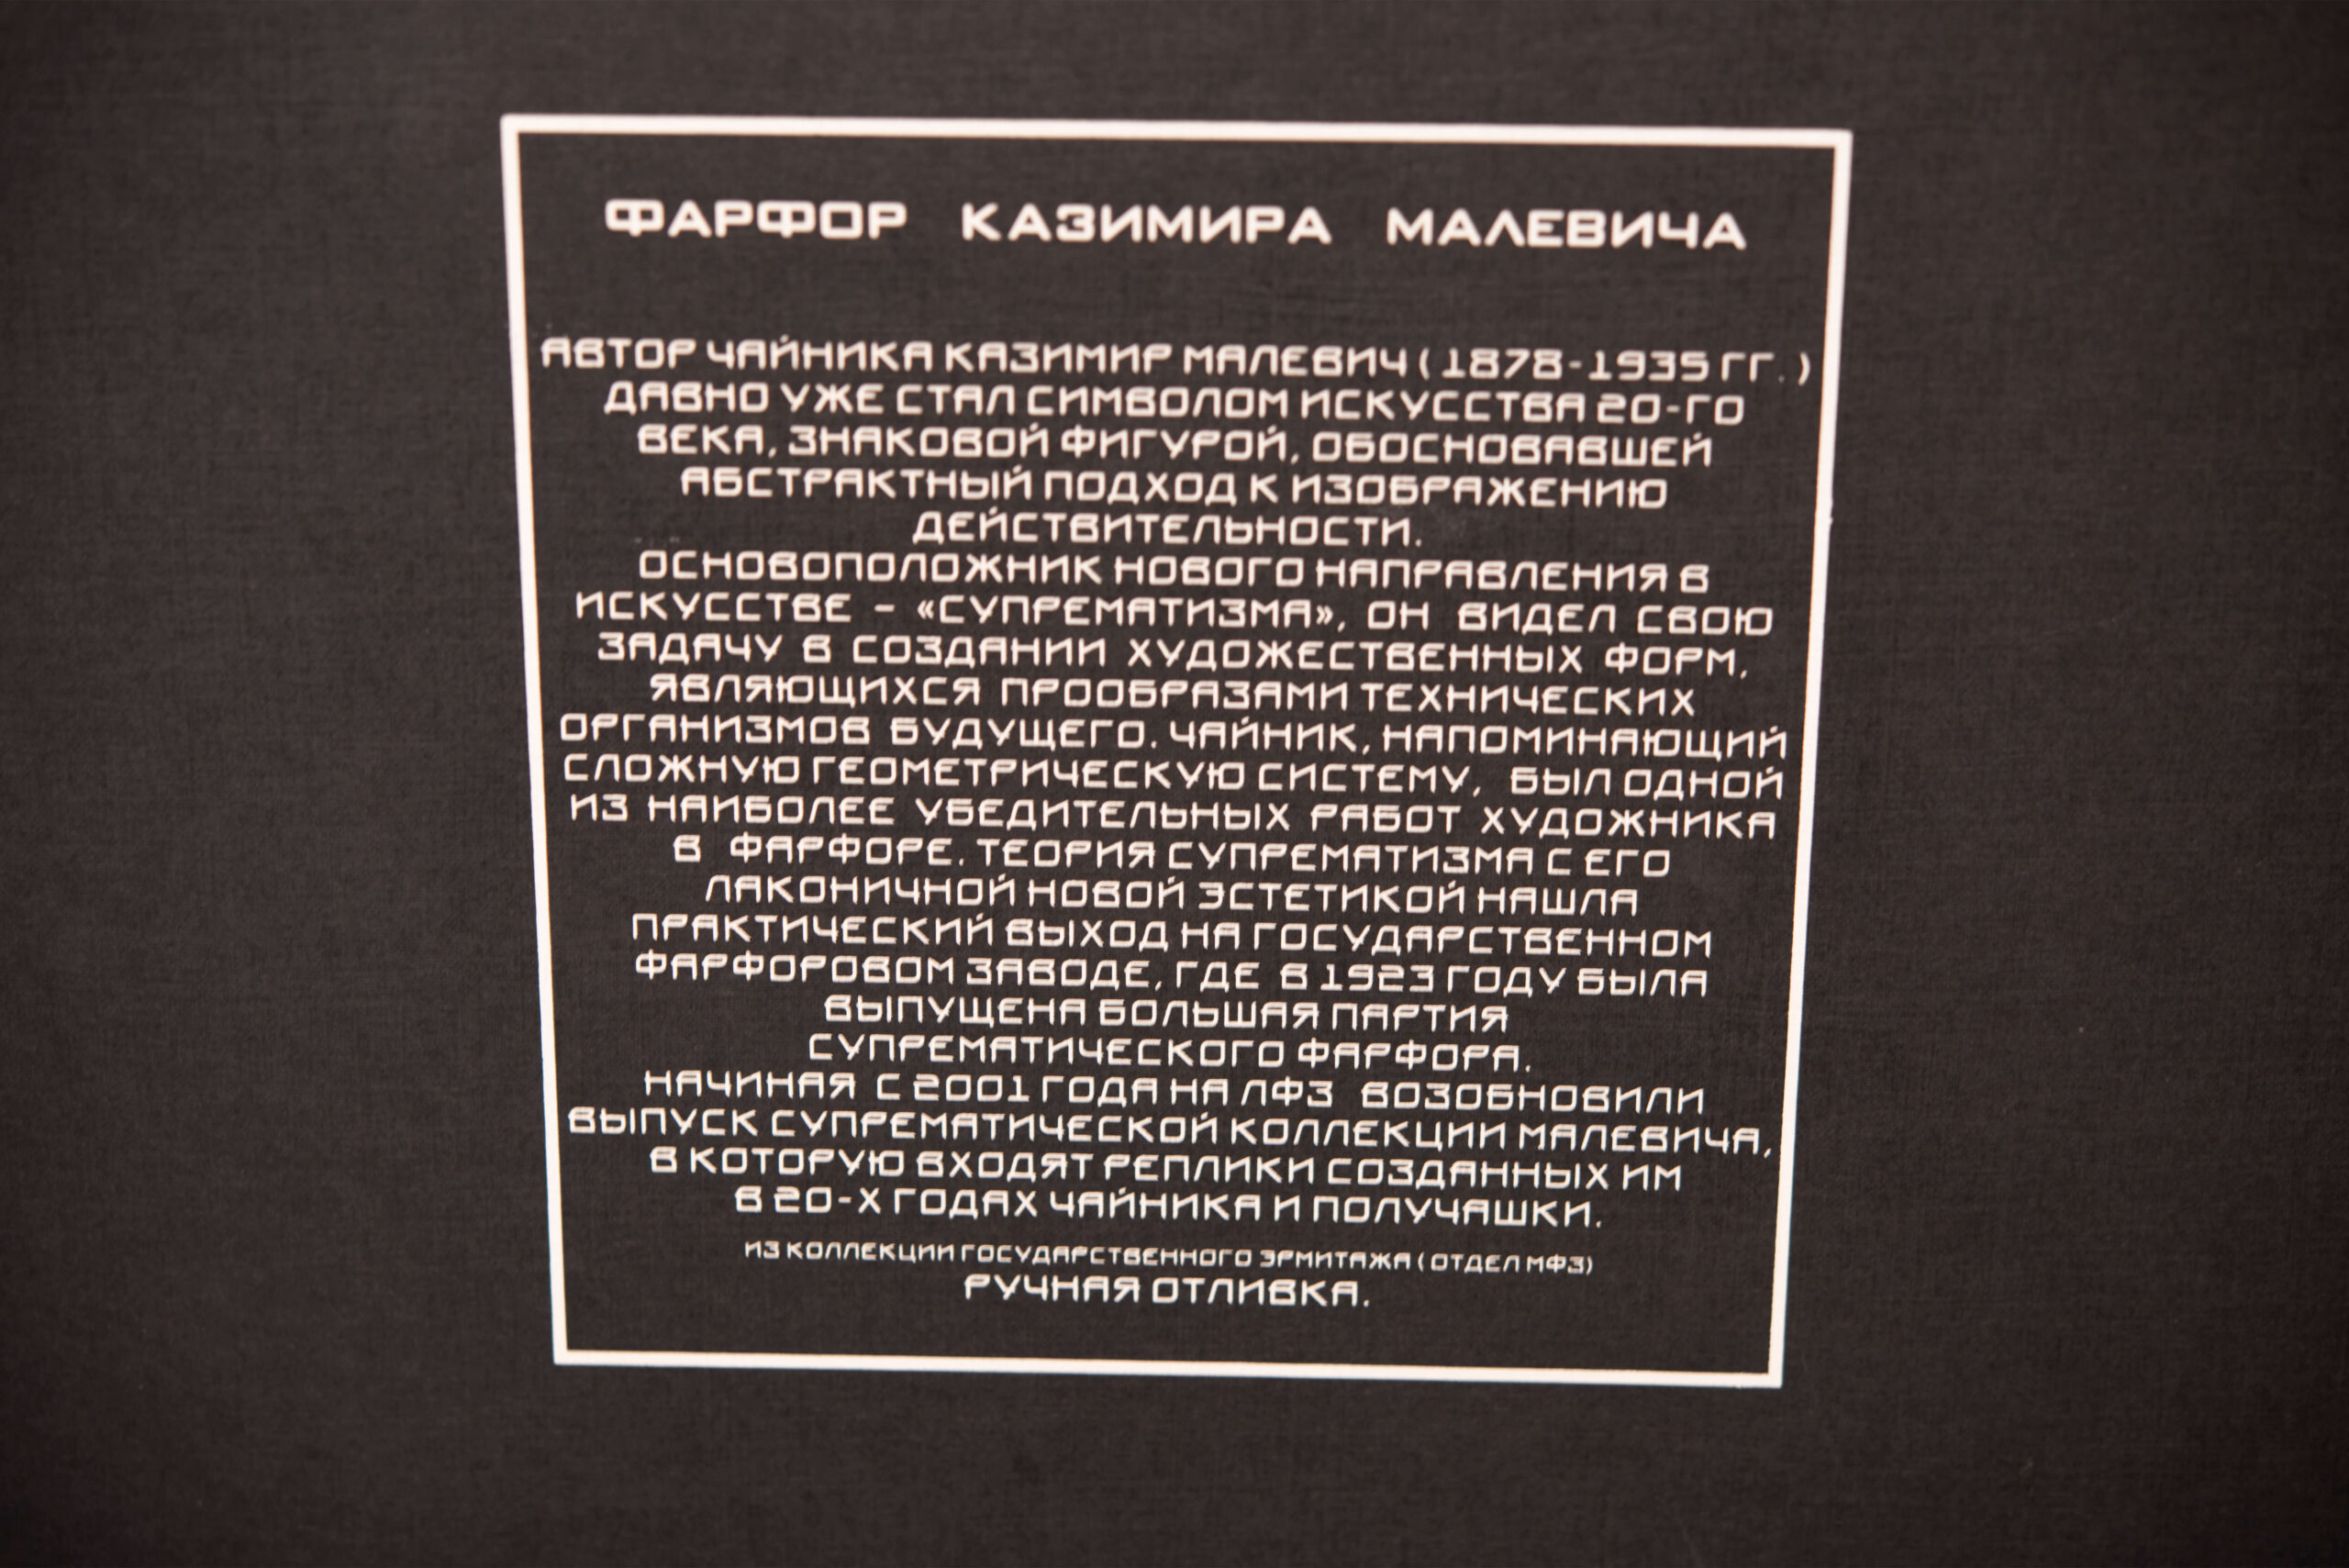 ФАРФОР КАЗИМИРА МАЛЕВИЧА
АВТОР ЧАЙНИКА КАЗИМИР МАЛЕВИЧ ( 1878-1935 ГГ. )
ДАВНО УЖЕ СТАЛ СИМВОЛОМ ИСКУССТВА 20-ГО
ВЕКА, ЗНАКОВОЙ ФИГУРОЙ, ОБОСНОВАВШЕЙ
АБСТРАКТНЫЙ ПОДХОД К ИЗОБРАЖЕНИЮ
ДЕЙСТВИТЕЛЬНОСТИ.
ОСНОВОПОЛОЖНИК НОВОГО НАПРАВЛЕНИЯ В
ИСКУССТВЕ - «СУПРЕМАТИЗМА», ОН ВИДЕЛ СВОЮ
ЗАДАЧУ В СОЗДАНИИ ХУДОЖЕСТВЕННЫХ ФОРМ,
ЯВЛЯЮЩИХСЯ ПРООБРАЗАМИ ТЕХНИЧЕСКИХ
ОРГАНИЗМОВ БУДУЩЕГО. ЧАЙНИК, НАПОМИНАЮЩИЙ
СЛОЖНУЮ ГЕОМЕТРИЧЕСКУЮ СИСТЕМУ, БЫЛ ОДНОЙ
ИЗ НАИБОЛЕЕ УБЕДИТЕЛЬНЫХ РАБОТ ХУДОЖНИКА
В ФАРФОРЕ. ТЕОРИЯ СУПРЕМАТИЗМА С ЕГО
ЛАКОНИЧНОЙ НОВОЙ ЭСТЕТИКОЙ НАШЛА
ПРАКТИЧЕСКИЙ ВЫХОД НА ГОСУДАРСТВЕННОМ
ФАРФОРОВОМ ЗАВОДЕ, ГДЕ В 1923 ГОДУ БЫЛА
ВЫПУЩЕНА БОЛЬШАЯ ПАРТИЯ
СУПРЕМАТИЧЕСКОГО ФАРФОРА.
НАЧИНАЯ С 2001 ГОДА НА ЛФЗ ВОЗОБНОВИЛИ
ВЫПУСК СУПРЕМАТИЧЕСКОЙ КОЛЛЕКЦИИ МАЛЕВИЧА,
В КОТОРУЮ ВХОДЯТ РЕПЛИКИ СОЗДАННЫХ ИМ
В 20-Х ГОДАХ ЧАЙНИКА И ПОЛУЧАШКИ.
ИЗ КОЛЛЕКЦИИ ГОСУДАРСТВЕННОГО ЭРМИТАЖА ( ОТДЕЛ МФЗ)
РУЧНАЯ ОТЛИВКА.